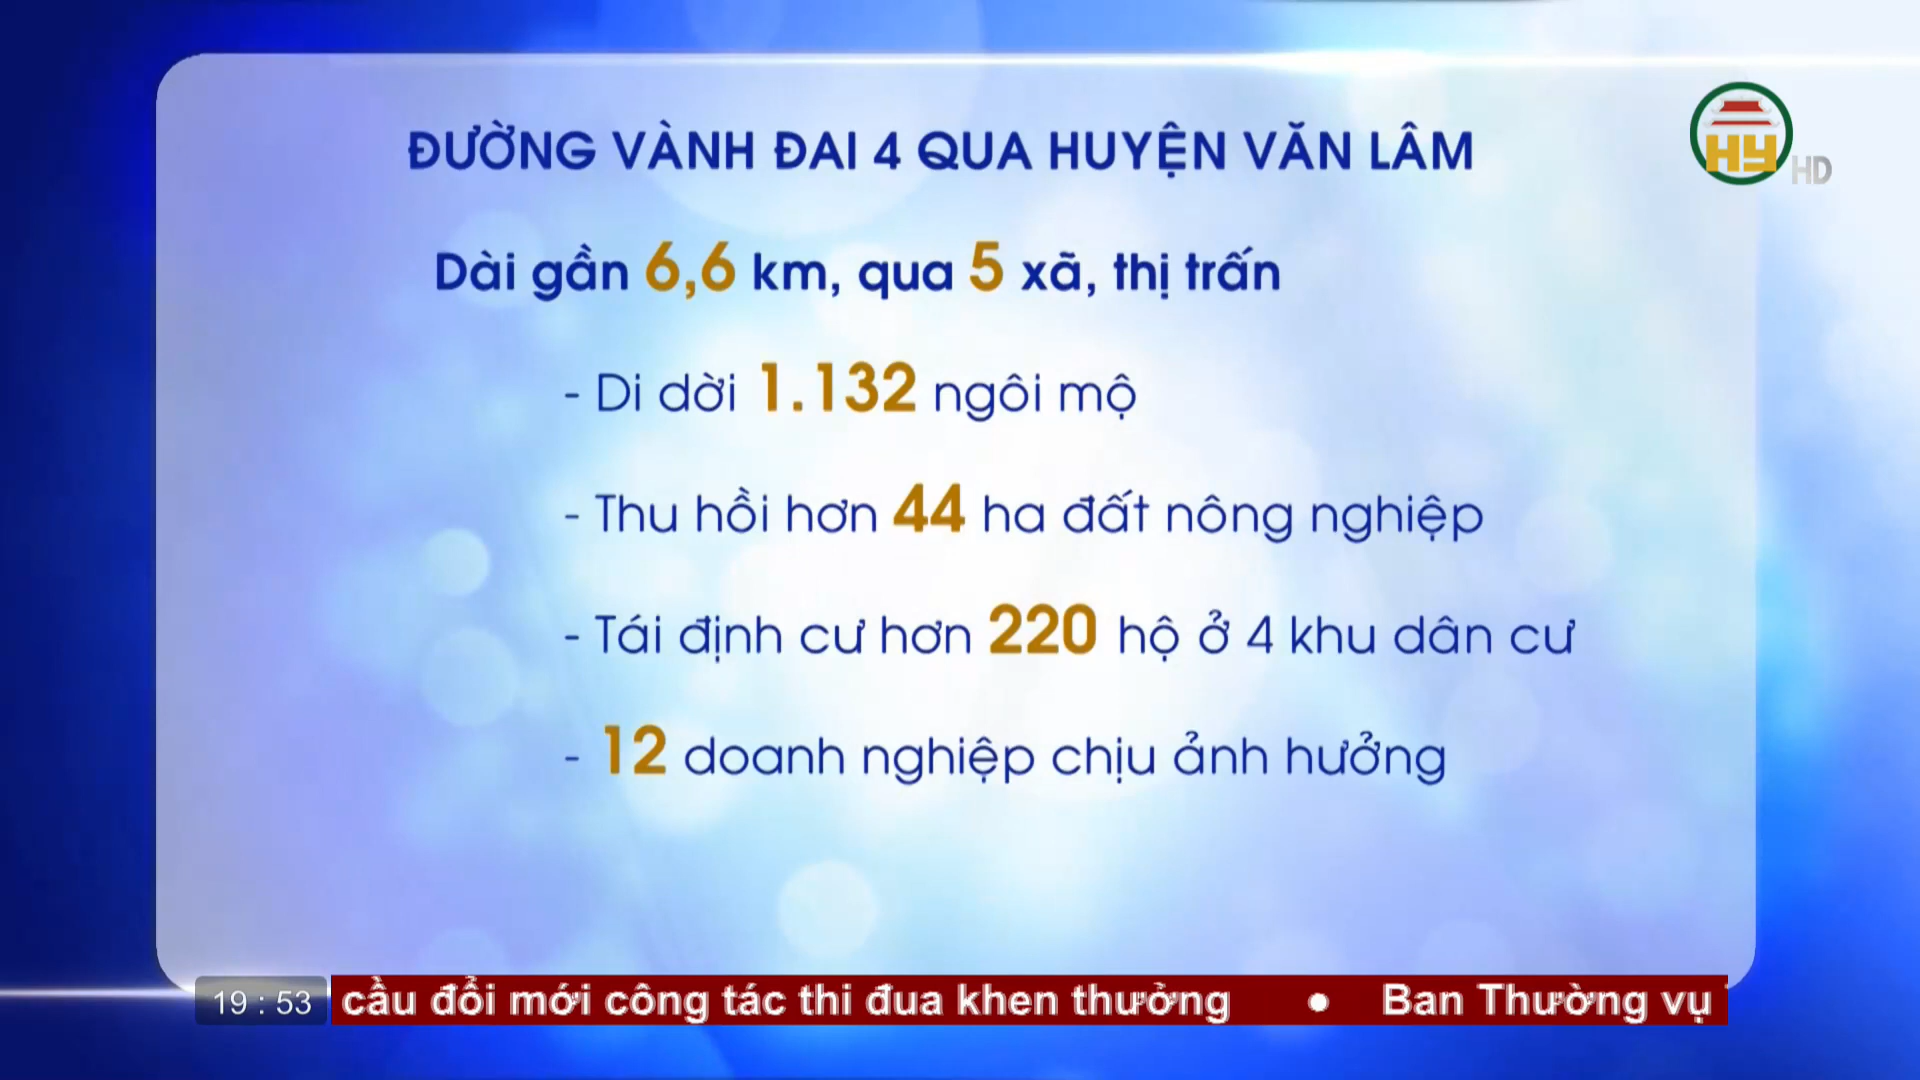 ĐƯỜNG VÀNH ĐAI 4 QUA HUYỆN VĂN LÂM
HY HD
Dài gần 6,6 km, qua 5 xã, thị trấn
- Di dời 1.132 ngôi mộ
- Thu hồi hơn 44 ha đất nông nghiệp
- Tái định cư hơn 220 hộ ở 4 khu dân cư
- 12 doanh nghiệp chịu ảnh hưởng
19 : 53 cầu đổi mới công tác thi đua khen thưởng • Ban Thường vụ